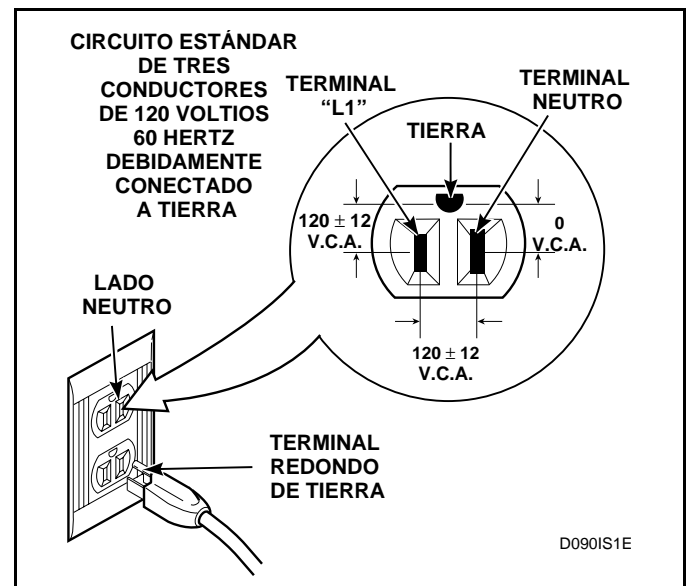 CIRCUITO ESTÁNDAR
DE TRES
CONDUCTORES
DE 120 VOLTIOS
60 HERTZ
DEBIDAMENTE
CONECTADO
A TIERRA
TERMINAL
“L1”
TIERRA
TERMINAL
NEUTRO
120 ± 12
V.C.A.
0
V.C.A.
120 ± 12
V.C.A.
LADO
NEUTRO
TERMINAL
REDONDO
DE TIERRA
D090IS1E